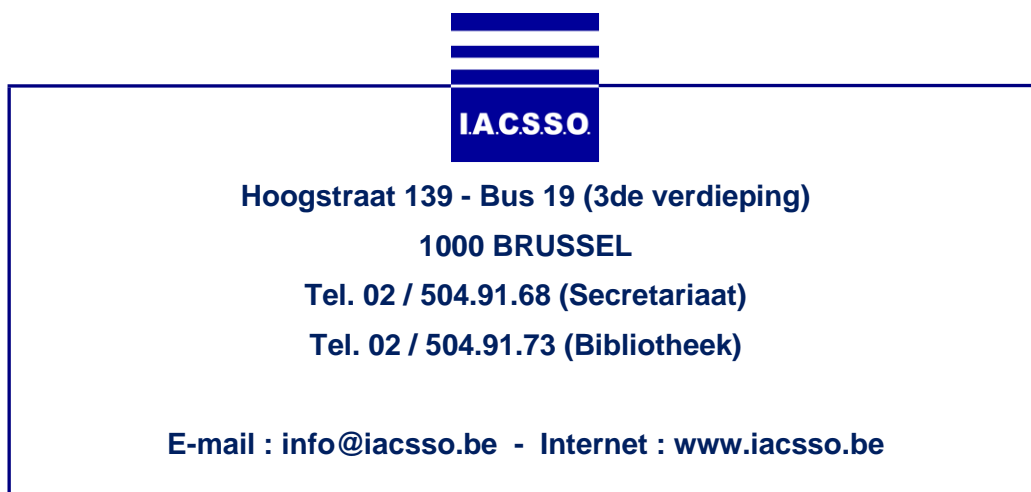 I.A.C.S.S.O.
Hoogstraat 139 - Bus 19 (3de verdieping)
1000 BRUSSEL
Tel. 02 / 504.91.68 (Secretariaat)
Tel. 02 / 504.91.73 (Bibliotheek)
E-mail : info@iacsso.be - Internet : www.iacsso.be